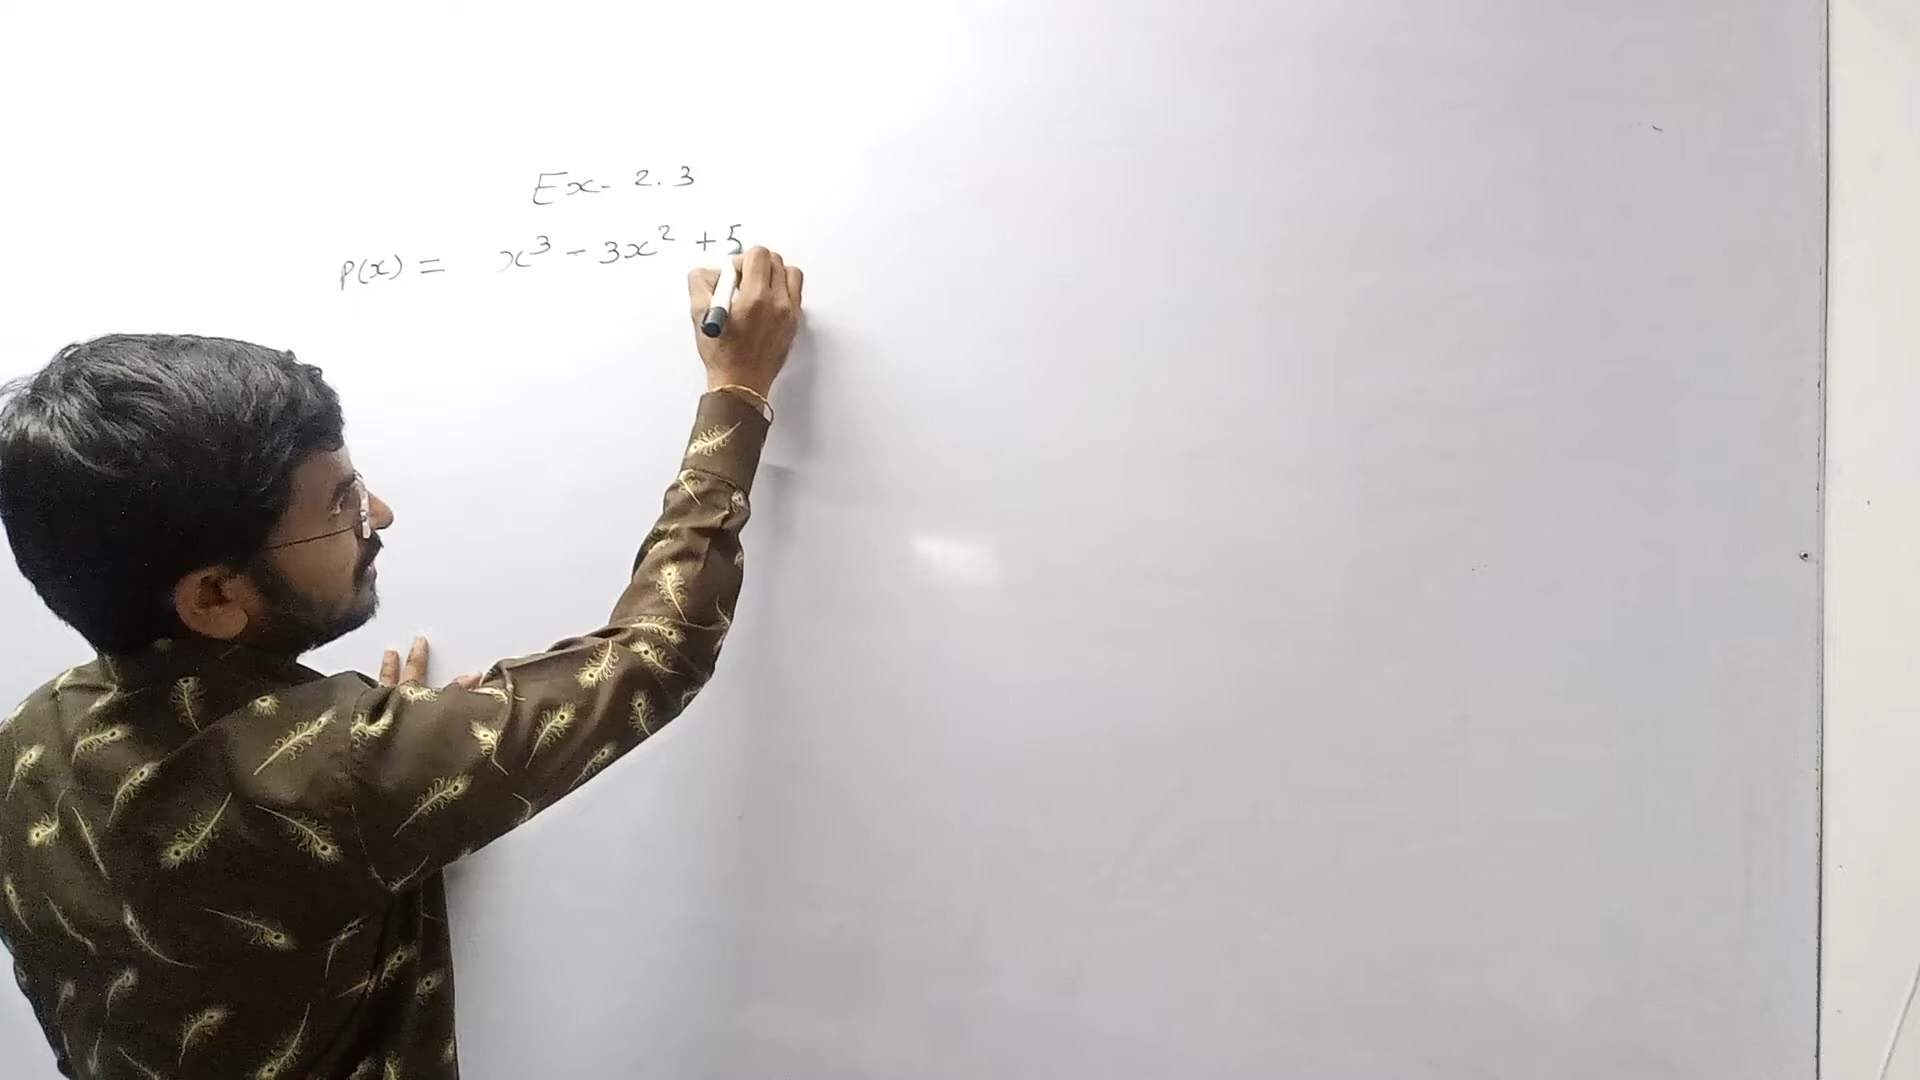 Ex- 2.3
P(x) = x³ - 3x² + 5